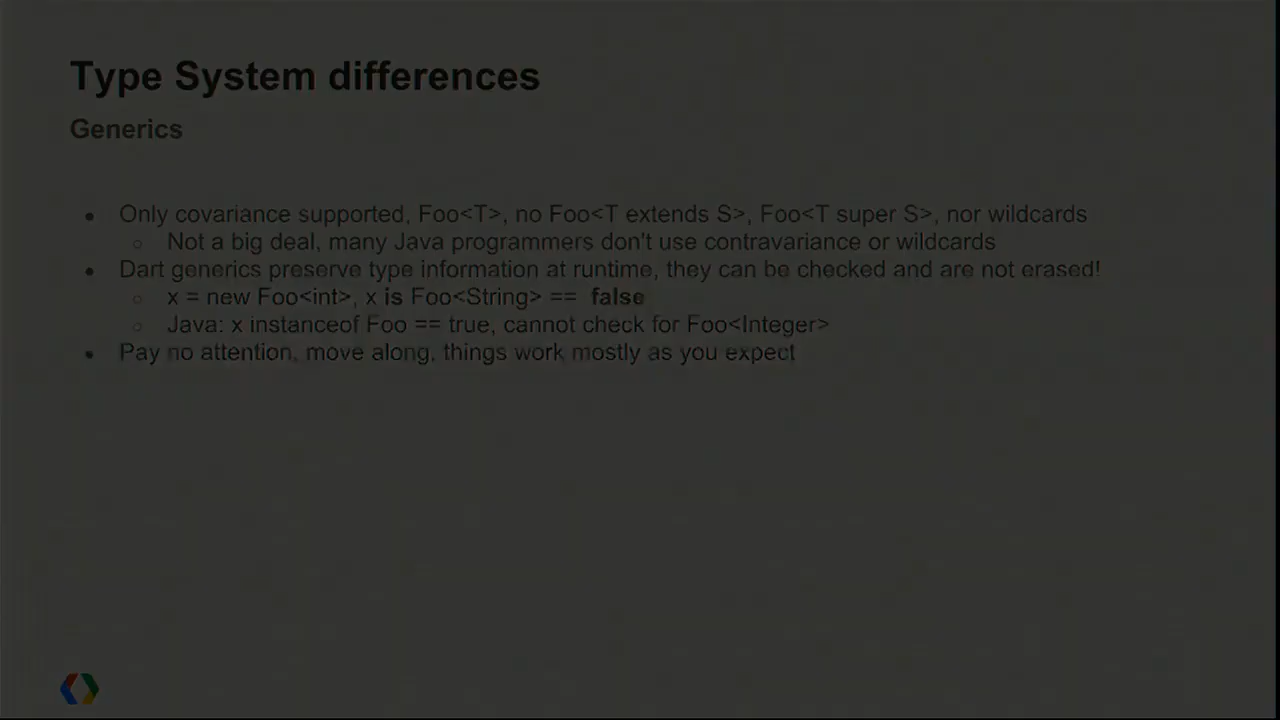 Type System differences
Generics
● Only covariance supported, Foo<T>, no Foo<T extends S>, Foo<T super S>, nor wildcards
○ Not a big deal, many Java programmers don't use contravariance or wildcards
● Dart generics preserve type information at runtime, they can be checked and are not erased!
○ x = new Foo<int>, x is Foo<String> == false
○ Java: x instanceof Foo == true, cannot check for Foo<Integer>
● Pay no attention, move along, things work mostly as you expect